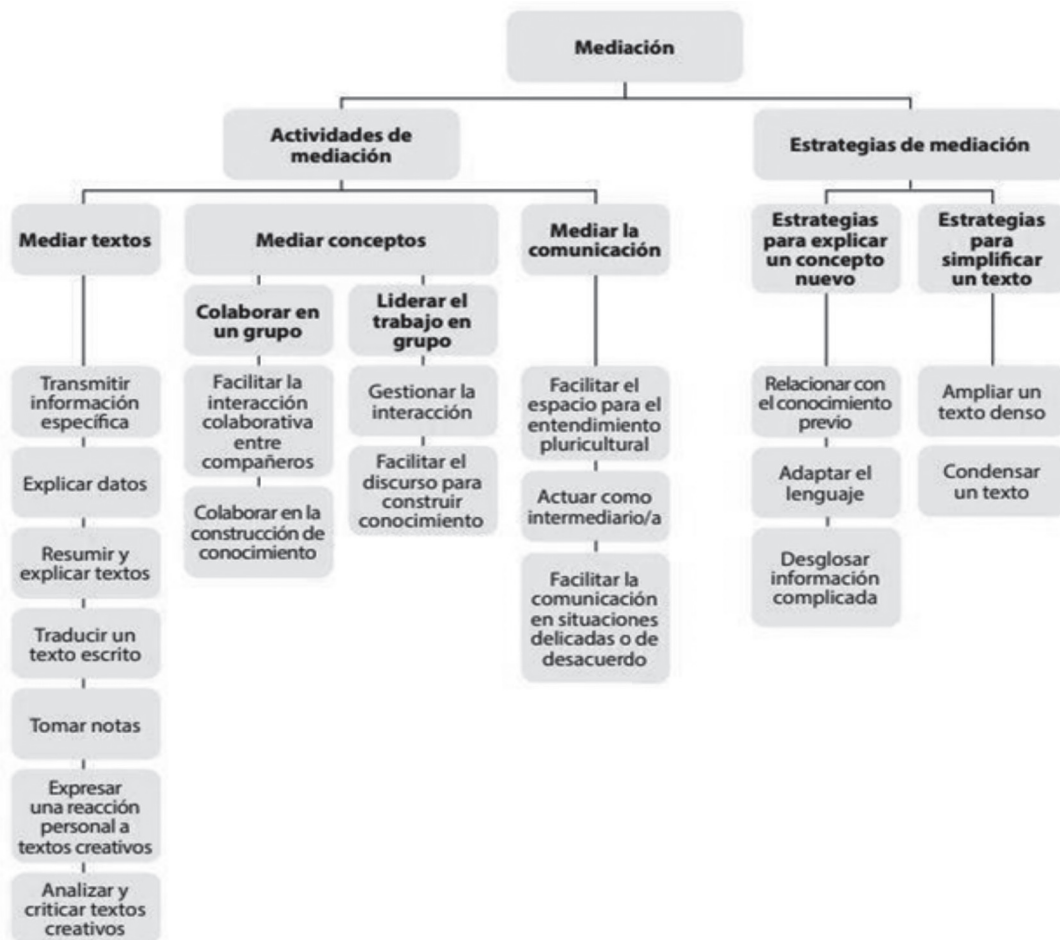 Mediación
Actividades de
mediación
Estrategias de mediación
Mediar textos
Mediar conceptos
Mediar la
comunicación
Estrategias
para explicar
un concepto
nuevo
Estrategias
para
simplificar
un texto
Colaborar en
un grupo
Liderar el
trabajo en
grupo
Transmitir
información
específica
Explicar datos
Resumir y
explicar textos
Traducir un
texto escrito
Tomar notas
Expresar
una reacción
personal a
textos creativos
Analizar y
criticar textos
creativos
Facilitar la
interacción
colaborativa
entre
compañeros
Colaborar en la
construcción de
conocimiento
Gestionar la
interacción
Facilitar el
discurso para
construir
conocimiento
Facilitar el
espacio para el
entendimiento
pluricultural
Actuar como
intermediario/a
Facilitar la
comunicación
en situaciones
delicadas o de
desacuerdo
Relacionar con
el conocimiento
previo
Adaptar el
lenguaje
Desglosar
información
complicada
Ampliar un
texto denso
Condensar
un texto